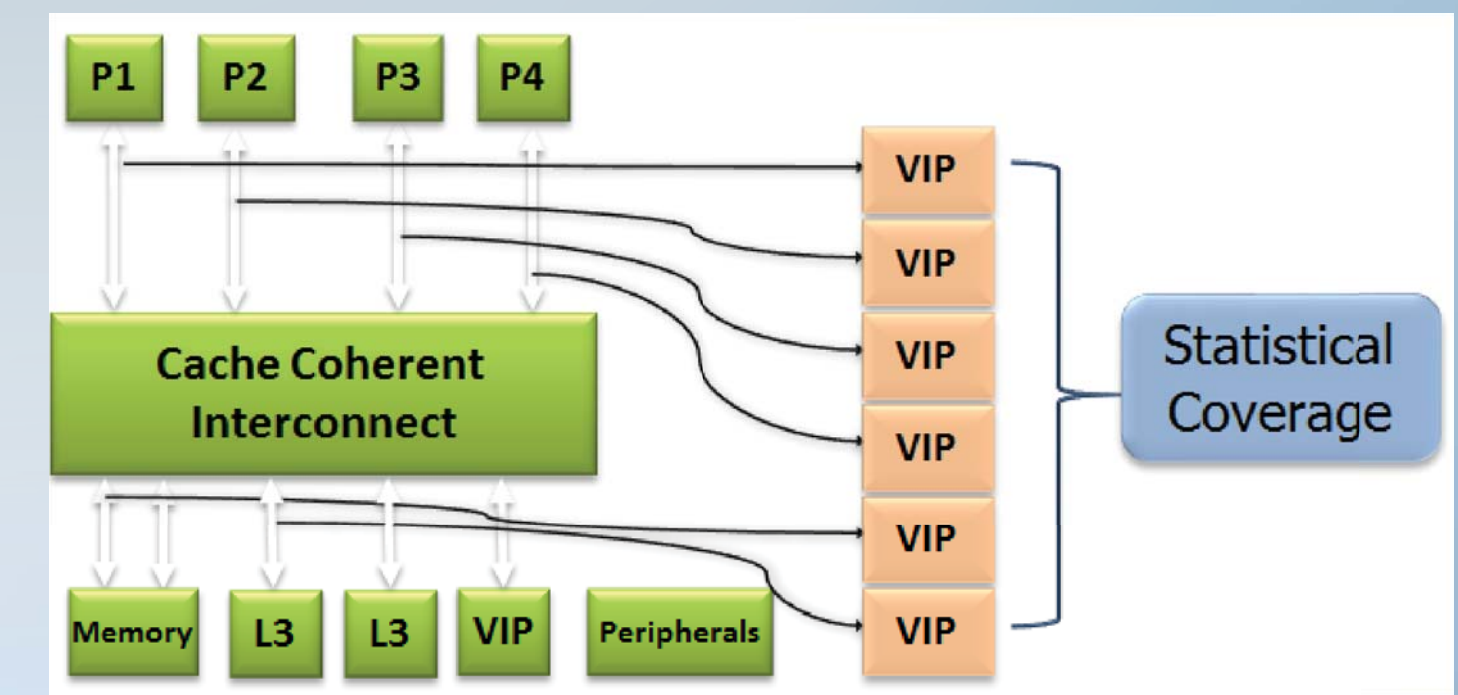 P1
P2
P3
P4
VIP
VIP
VIP
VIP
VIP
VIP
Cache Coherent
Interconnect
Statistical
Coverage
Memory
L3
L3
VIP
Peripherals